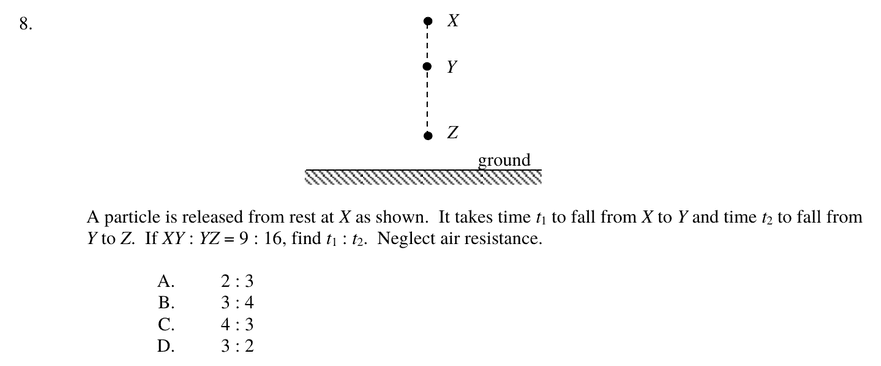 8.
X
Y
Z
ground
A particle is released from rest at X as shown. It takes time t₁ to fall from X to Y and time t₂ to fall from
Y to Z. If XY : YZ = 9 : 16, find t₁ : t₂. Neglect air resistance.
A. 2 : 3
B. 3 : 4
C. 4 : 3
D. 3 : 2